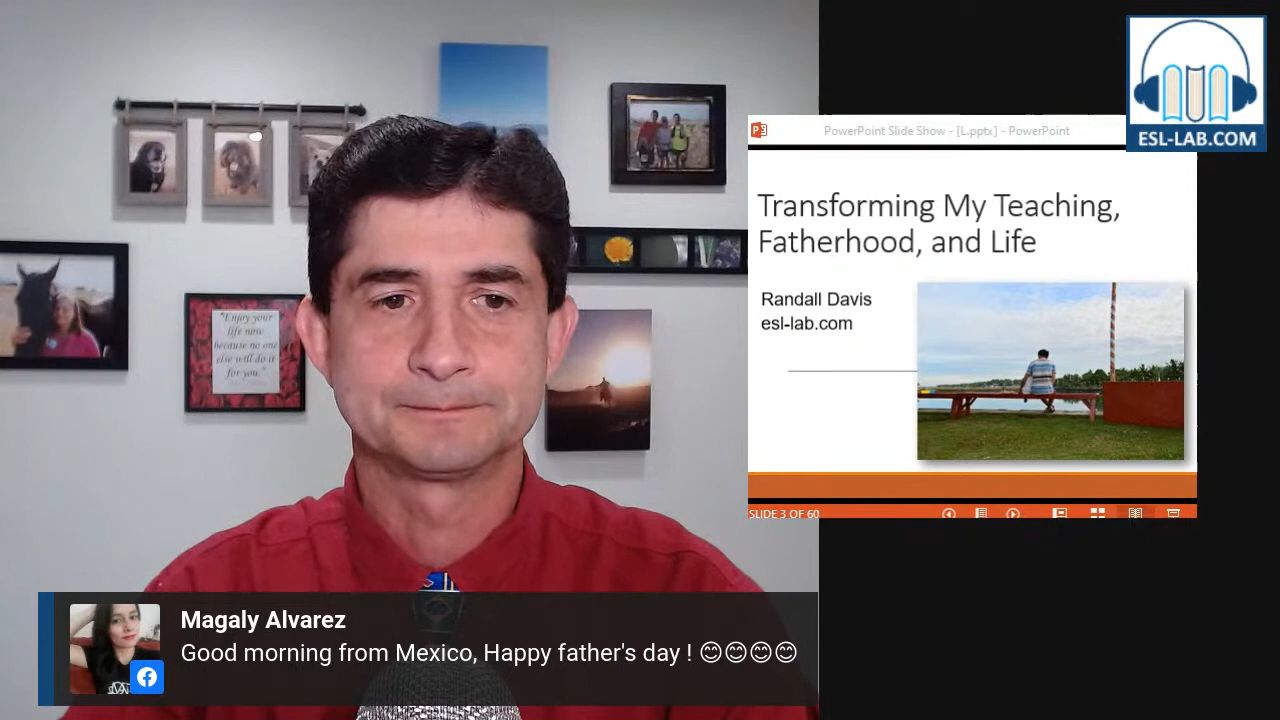 ESL-LAB.COM
PowerPoint Slide Show - [L.pptx] - PowerPoint
Transforming My Teaching,
Fatherhood, and Life
Randall Davis
esl-lab.com
SLIDE 3 OF 60
"Enjoy your
life now
because no one
else will do it
for you."
Magaly Alvarez
Good morning from Mexico, Happy father's day ! 😊😊😊😊